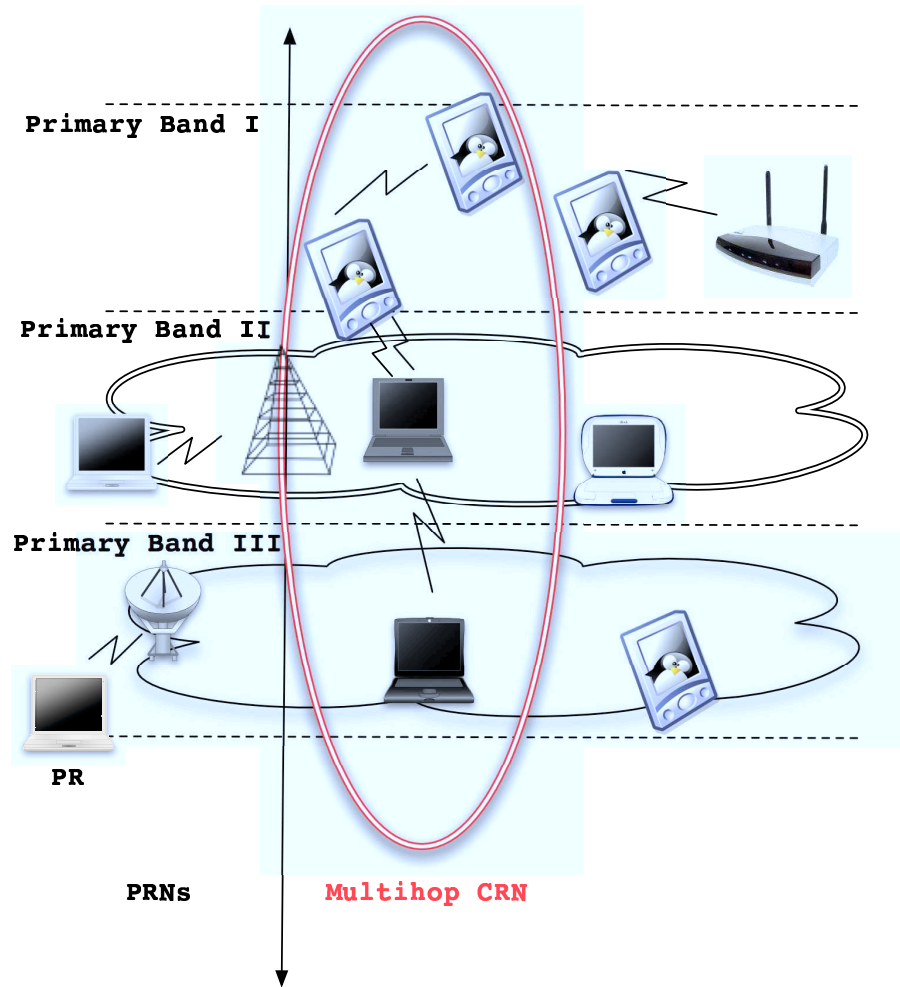 Primary Band I
Primary Band II
Primary Band III
PR
PRNs
Multihop CRN